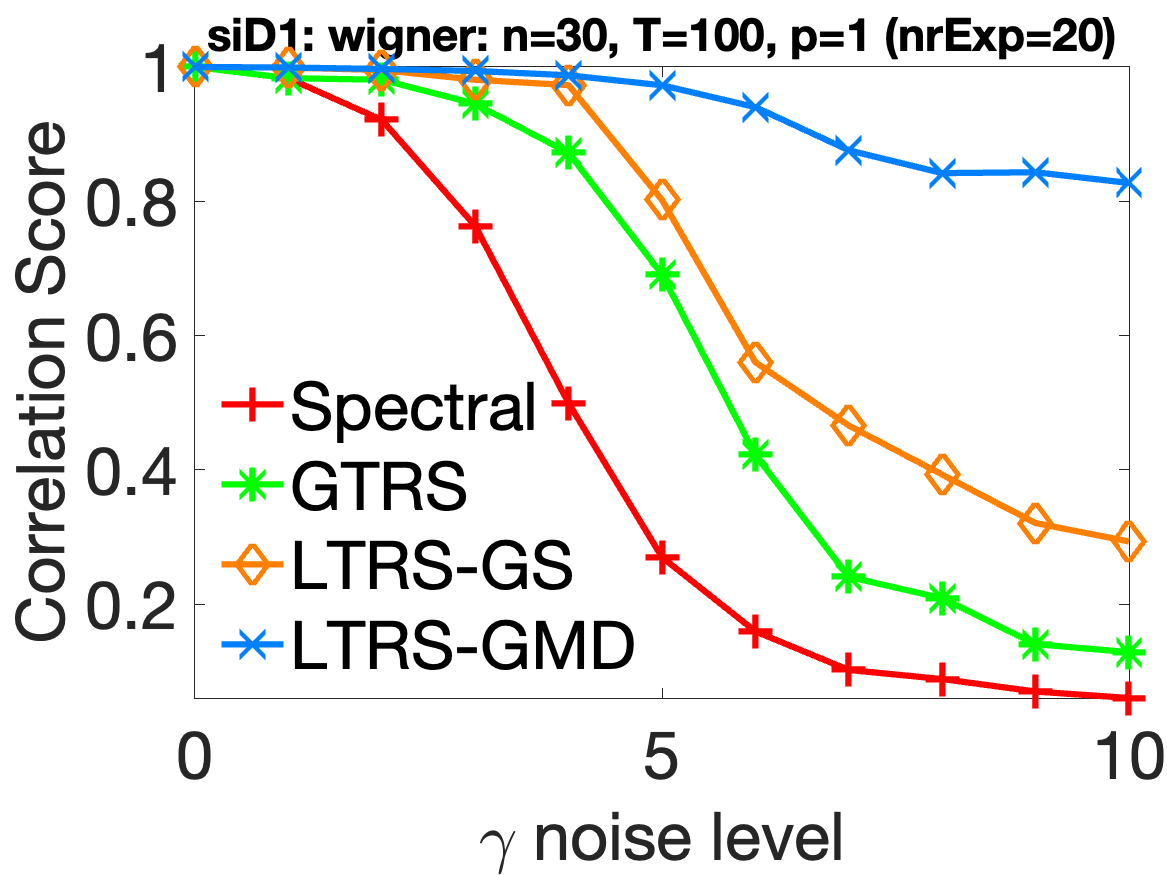 siD1: wigner: n=30, T=100, p=1 (nrExp=20)
Correlation Score
1
0.8
0.6
0.4
0.2
Spectral
GTRS
LTRS-GS
LTRS-GMD
0 5 10
γ noise level